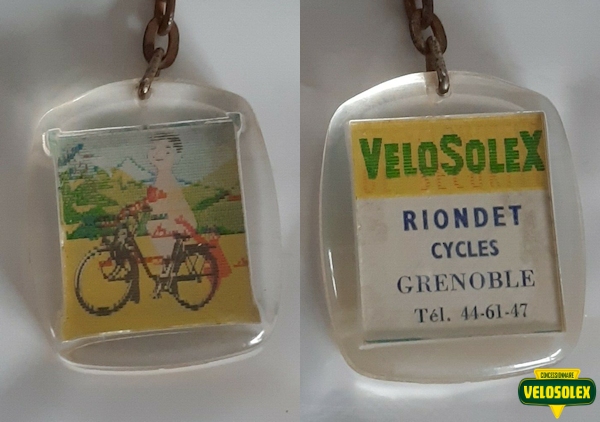 VELOSOLEX
RIONDET
CYCLES
GRENOBLE
Tél. 44-61-47
CONCESSIONNAIRE
VELOSOLEX